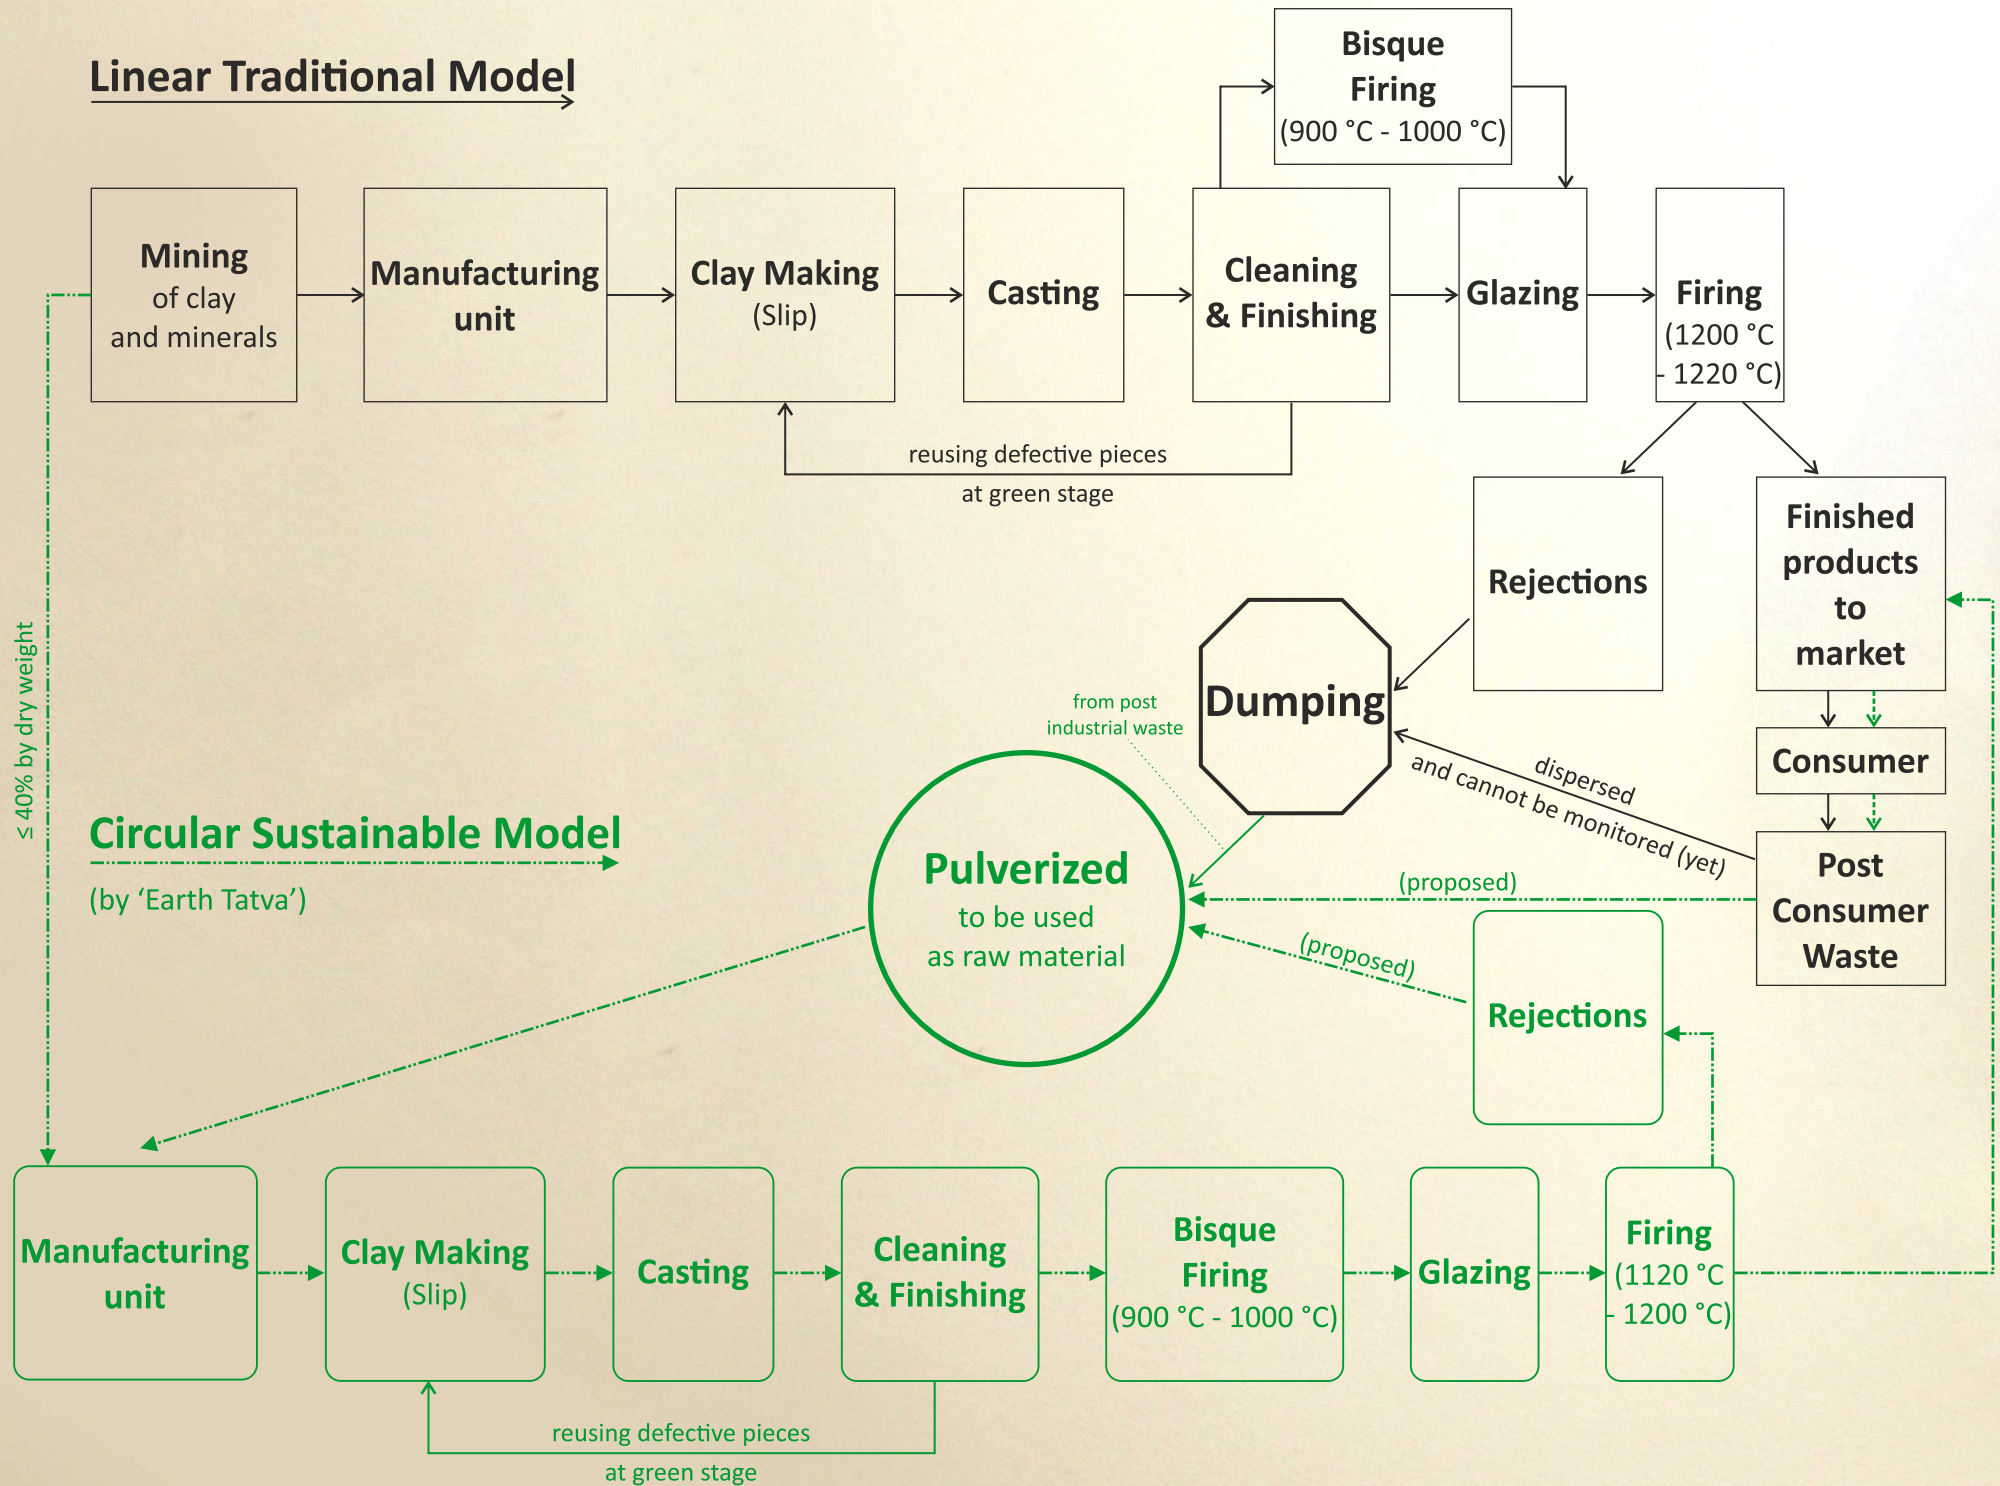 Linear Traditional Model
Bisque
Firing
(900 °C - 1000 °C)
Mining
of clay
and minerals
Manufacturing
unit
Clay Making
(Slip)
Casting
Cleaning
& Finishing
Glazing
Firing
(1200 °C
- 1220 °C)
reusing defective pieces
at green stage
Rejections
Finished
products
to
market
Dumping
from post
industrial waste
Consumer
dispersed
and cannot be monitored (yet)
Post
Consumer
Waste
≤ 40% by dry weight
Circular Sustainable Model
(by ‘Earth Tatva’)
Pulverized
to be used
as raw material
(proposed)
(proposed)
Rejections
Manufacturing
unit
Clay Making
(Slip)
Casting
Cleaning
& Finishing
Bisque
Firing
(900 °C - 1000 °C)
Glazing
Firing
(1120 °C
- 1200 °C)
reusing defective pieces
at green stage